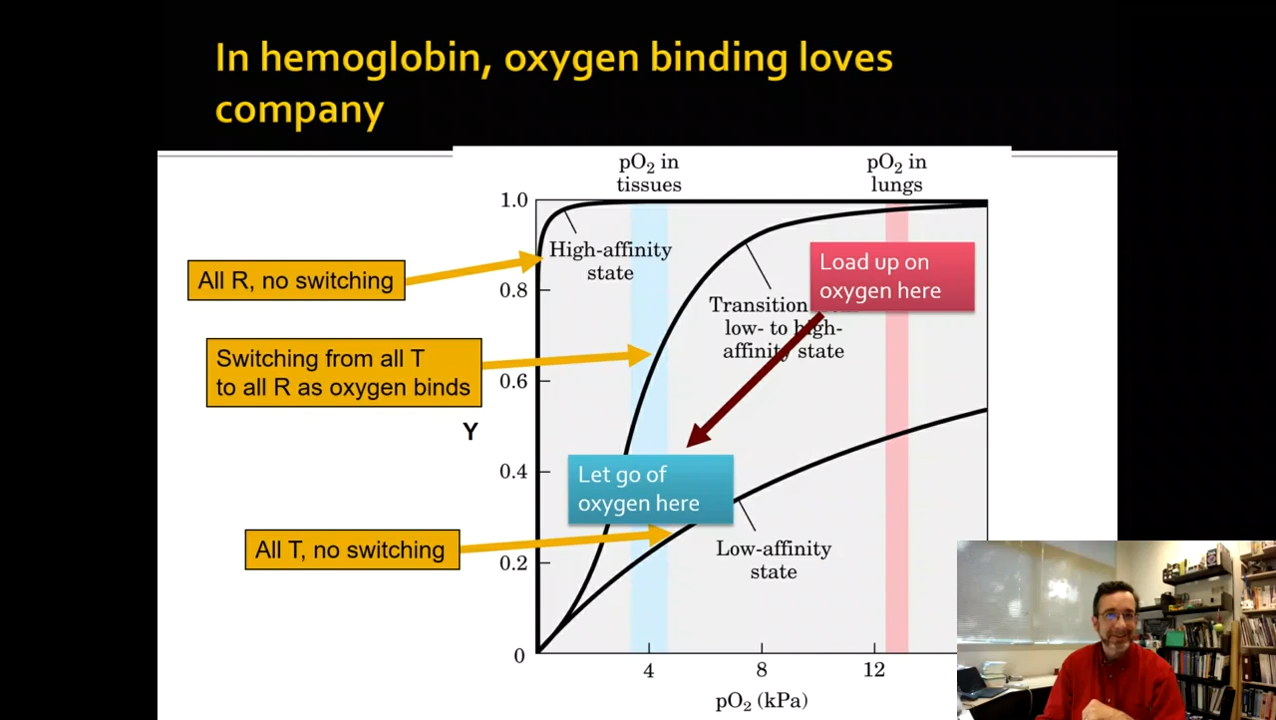 In hemoglobin, oxygen binding loves
company
pO2 in
tissues
pO2 in
lungs
1.0
High-affinity
state
Load up on
oxygen here
All R, no switching
0.8
Transition
low- to high-
affinity state
Switching from all T
to all R as oxygen binds
0.6
Y
0.4
Let go of
oxygen here
All T, no switching
Low-affinity
state
0.2
0
4
8
12
pO2 (kPa)